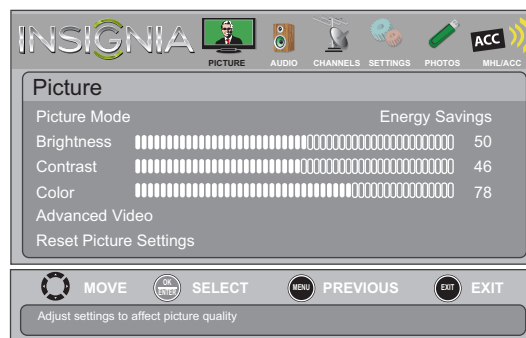 INSIGNIA
PICTURE AUDIO CHANNELS SETTINGS PHOTOS ACC MHL/ACC
Picture
Picture Mode Energy Savings
Brightness 50
Contrast 46
Color 78
Advanced Video
Reset Picture Settings
MOVE OK ENTER SELECT MENU PREVIOUS EXIT EXIT
Adjust settings to affect picture quality